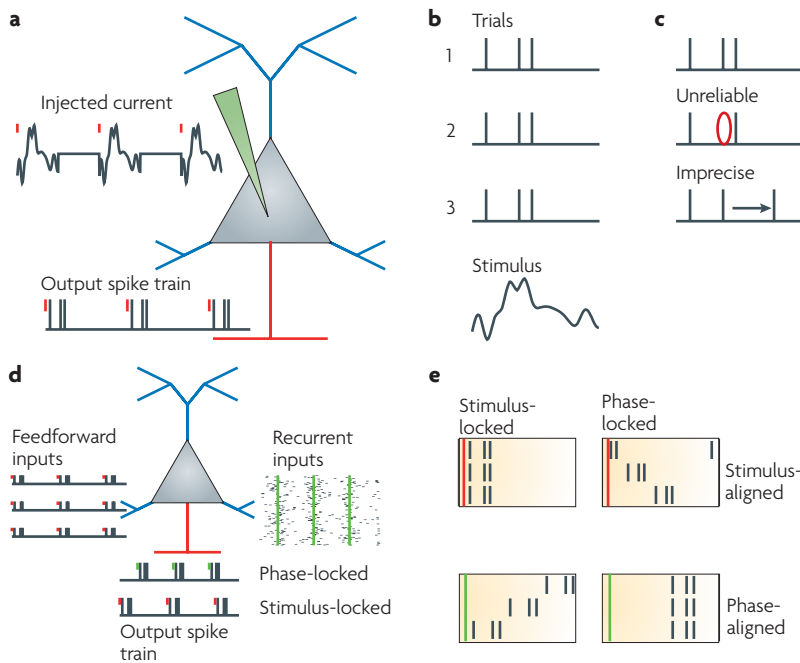 a
Injected current
Output spike train
b
Trials
1
2
3
Stimulus
c
Unreliable
Imprecise
d
Feedforward
inputs
Recurrent
inputs
Phase-locked
Stimulus-locked
Output spike
train
e
Stimulus-
locked
Phase-
locked
Stimulus-
aligned
Phase-
aligned